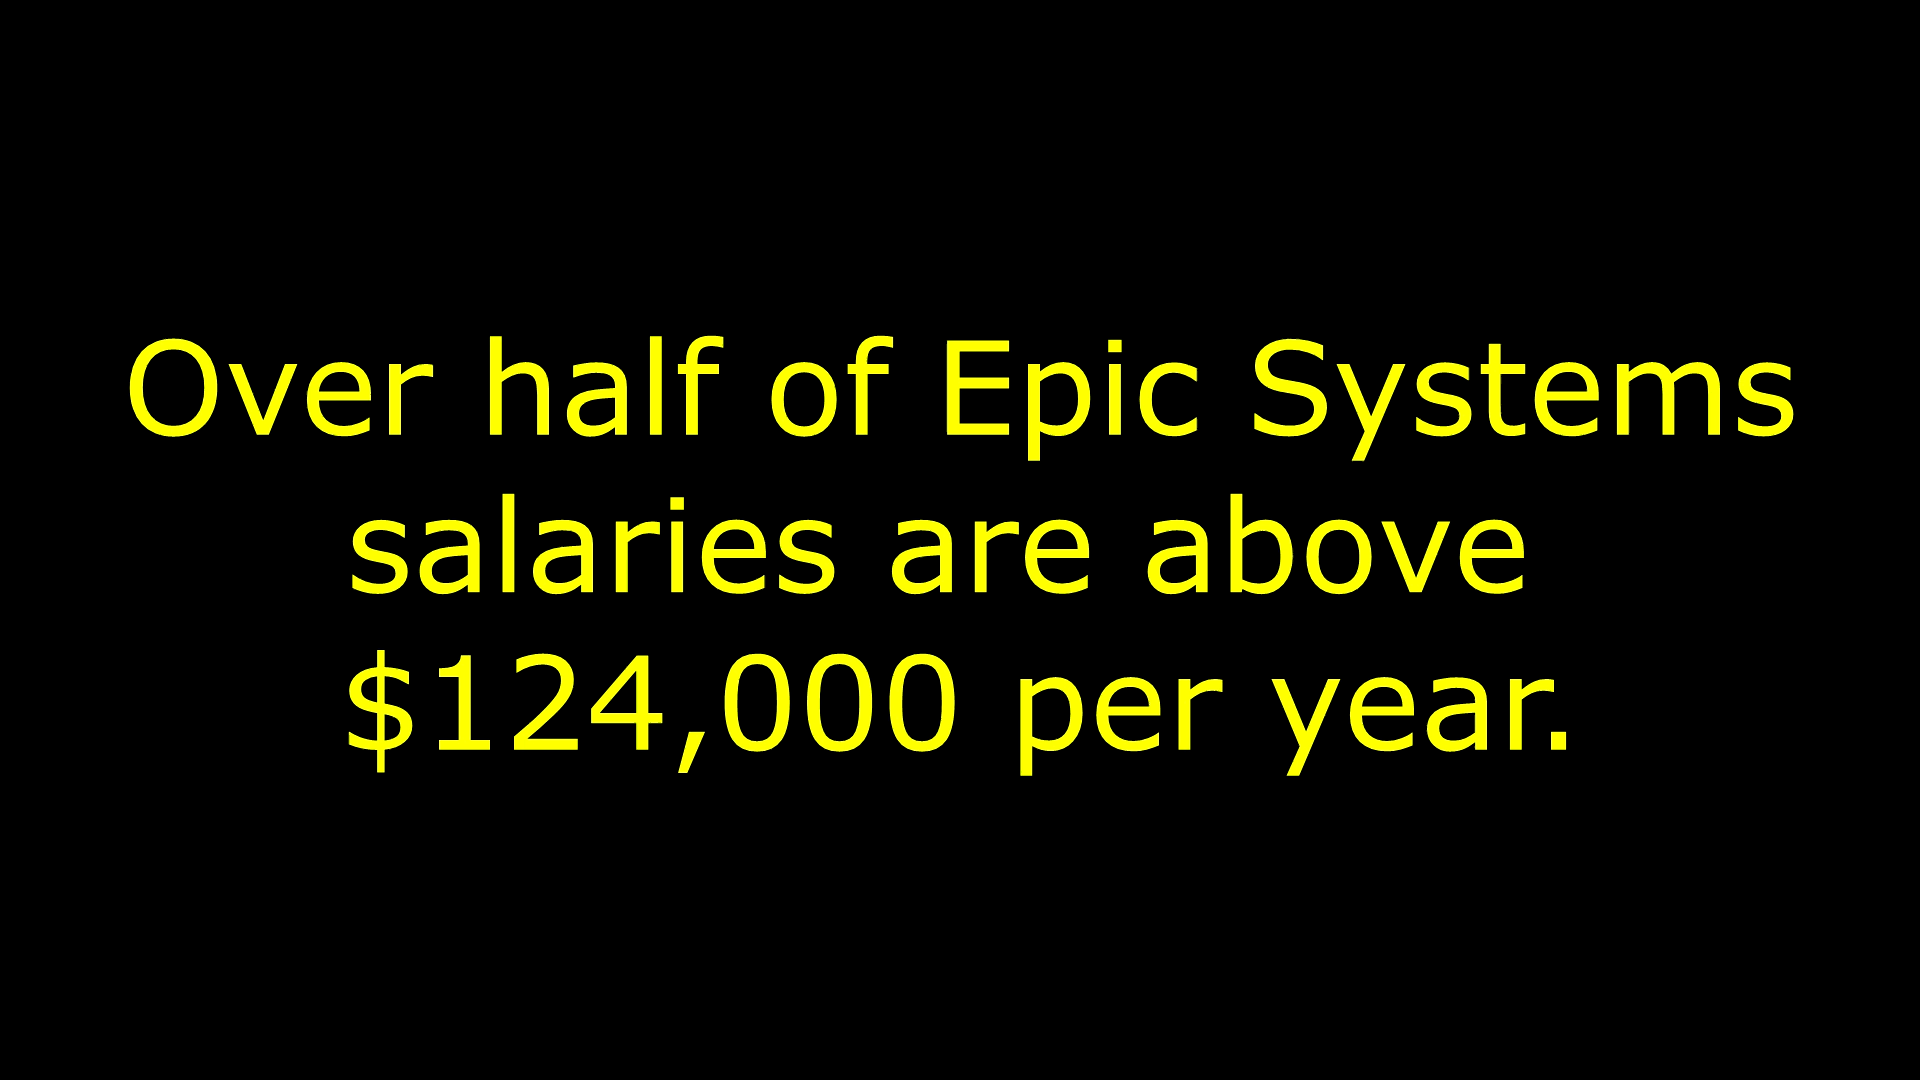 Over half of Epic Systems
salaries are above
$124,000 per year.